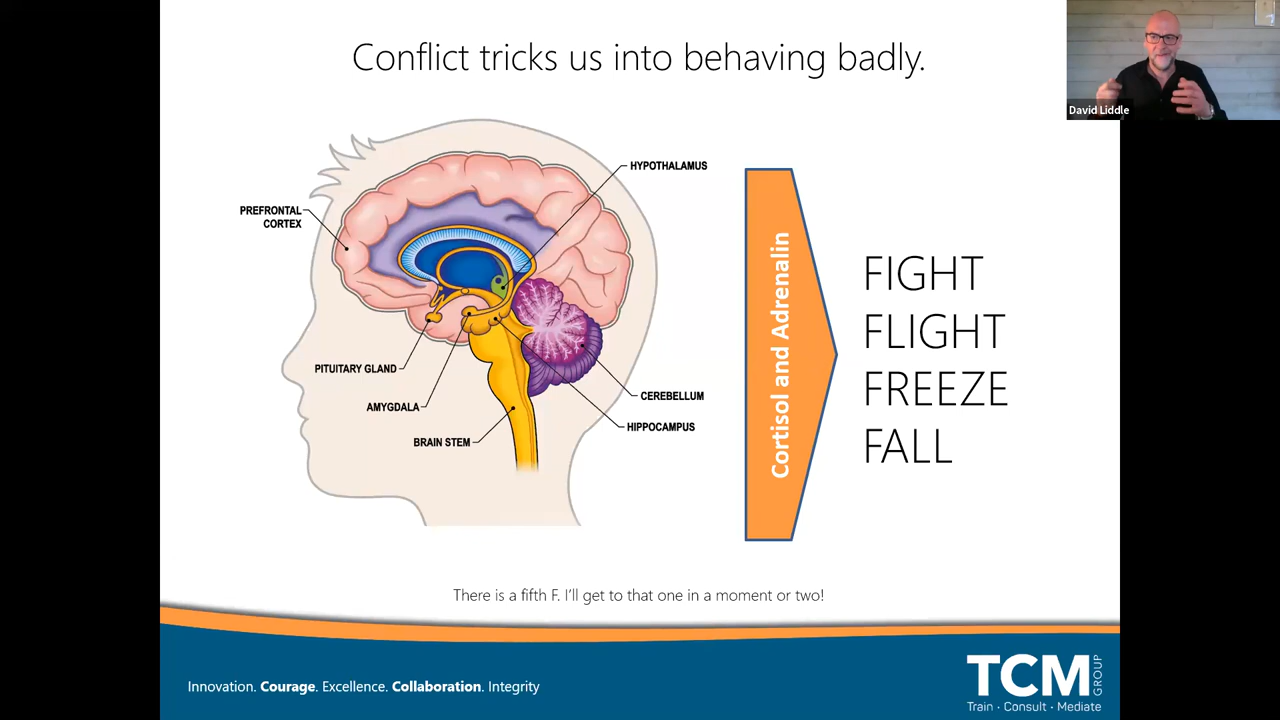 Conflict tricks us into behaving badly.
David Liddle
HYPOTHALAMUS
PREFRONTAL
CORTEX
PITUITARY GLAND
AMYGDALA
BRAIN STEM
CEREBELLUM
HIPPOCAMPUS
Cortisol and Adrenalin
FIGHT
FLIGHT
FREEZE
FALL
There is a fifth F. I'll get to that one in a moment or two!
Innovation. Courage. Excellence. Collaboration. Integrity
TCM
GROUP
Train · Consult · Mediate